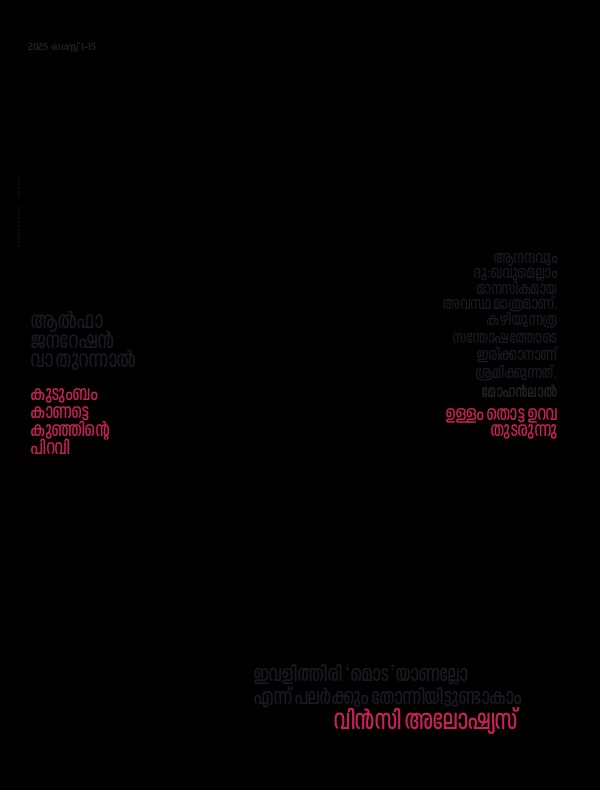 2025 ഓഗസ്റ്റ് 1-15
ആനന്ദവും
ദു:ഖവുമെല്ലാം
മാനസികമായ
അവസ്ഥ മാത്രമാണ്.
കഴിയുന്നത്ര
സന്തോഷത്തോടെ
ഇരിക്കാനാണ്
ശ്രമിക്കുന്നത്.
മോഹൻലാൽ
ഉള്ളം തൊട്ട ഉറവ
തുടരുന്നു
ആൽഫാ
ജനറേഷൻ
വാ തുറന്നാൽ
കുടുംബം
കാണട്ടെ
കുഞ്ഞിന്റെ
പിറവി
ഇവളിത്തിരി ‘മൊട’യാണല്ലോ
എന്ന് പലർക്കും തോന്നിയിട്ടുണ്ടാകാം
വിൻസി അലോഷ്യസ്